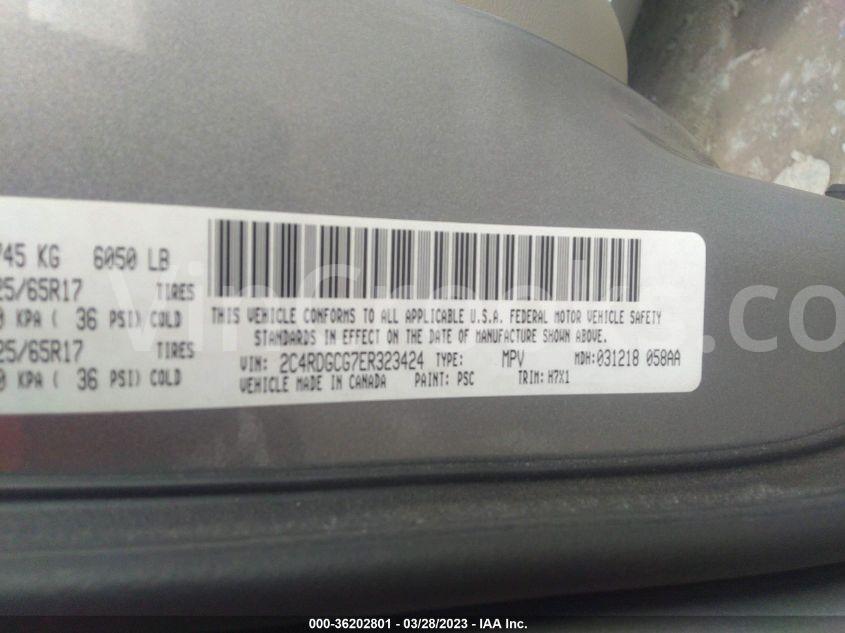 745 KG 6050 LB
25/65R17 TIRES
0 KPA ( 36 PSI) COLD
25/65R17 TIRES
0 KPA ( 36 PSI) COLD
THIS VEHICLE CONFORMS TO ALL APPLICABLE U.S.A. FEDERAL MOTOR VEHICLE SAFETY
STANDARDS IN EFFECT ON THE DATE OF MANUFACTURE SHOWN ABOVE.
VIN: 2C4RDGCG7ER323424 TYPE: MPV MDH: 031218 058AA
VEHICLE MADE IN CANADA PAINT: PSC TRIM: H7X1
000-36202801 / 03/28/2023 — IAA Inc.